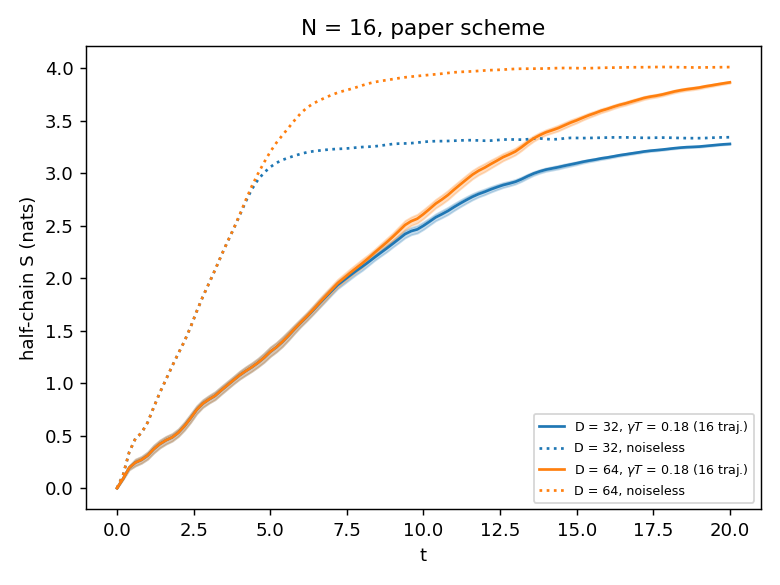 N = 16, paper scheme
half-chain S (nats)
4.0
3.5
3.0
2.5
2.0
1.5
1.0
0.5
0.0
D = 32, γT = 0.18 (16 traj.)
D = 32, noiseless
D = 64, γT = 0.18 (16 traj.)
D = 64, noiseless
0.0 2.5 5.0 7.5 10.0 12.5 15.0 17.5 20.0
t